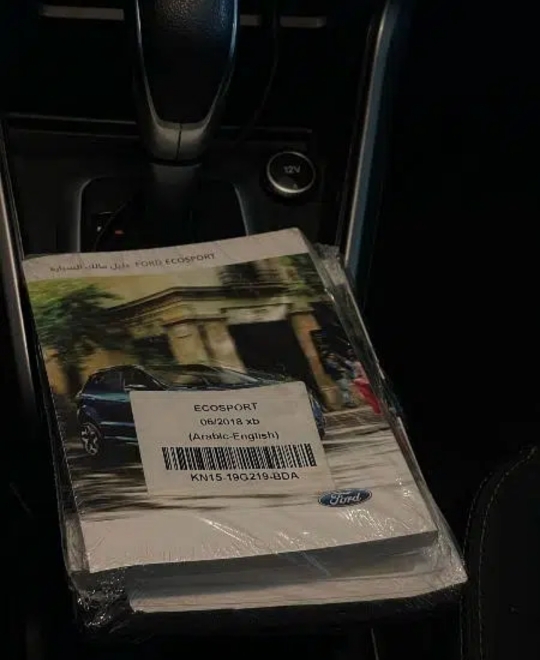 12V
دليل مالك السيارة FORD ECOSPORT
ECOSPORT
06/2018 xb
(Arabic-English)
KN15-19G219-BDA
Ford